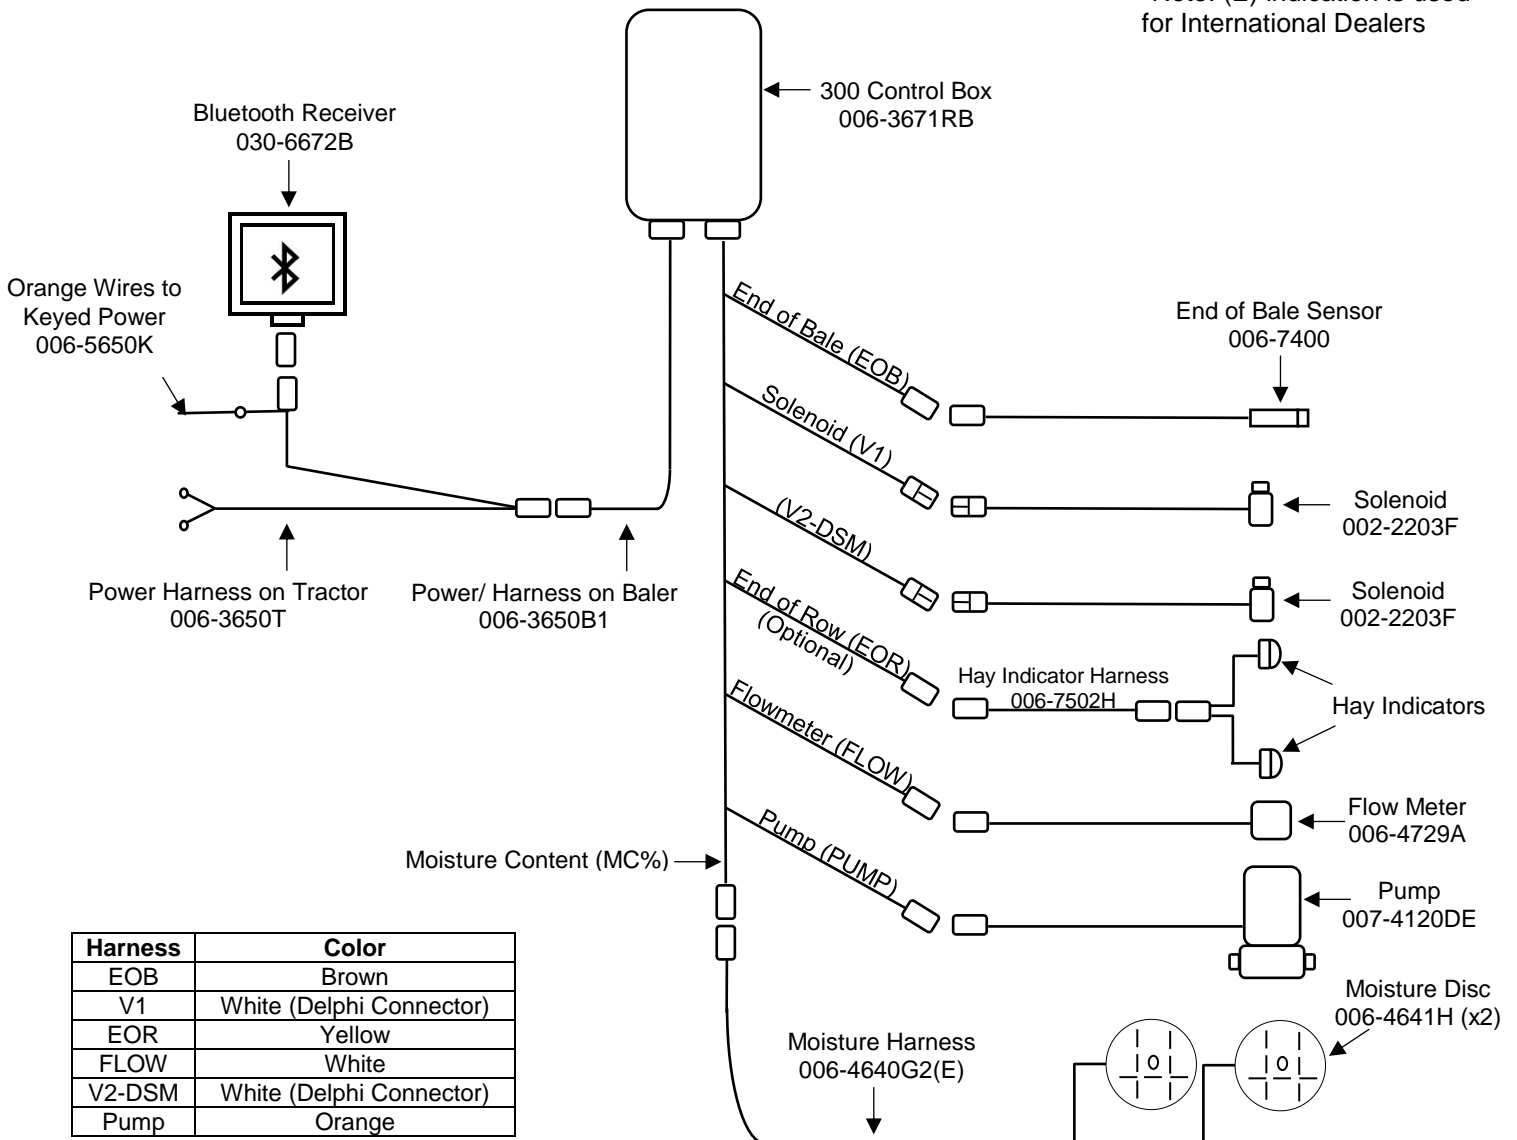 for International Dealers
300 Control Box
006-3671RB
Bluetooth Receiver
030-6672B
Orange Wires to
Keyed Power
006-5650K
End of Bale (EOB)
End of Bale Sensor
006-7400
Solenoid (V1)
Solenoid
002-2203F
(V2-DSM)
Solenoid
002-2203F
Power Harness on Tractor
006-3650T
Power/ Harness on Baler
006-3650B1
End of Row (EOR)
(Optional)
Hay Indicator Harness
006-7502H
Hay Indicators
Flowmeter (FLOW)
Flow Meter
006-4729A
Moisture Content (MC%)
Pump (PUMP)
Pump
007-4120DE
Harness Color
EOB Brown
V1 White (Delphi Connector)
EOR Yellow
FLOW White
V2-DSM White (Delphi Connector)
Pump Orange
Moisture Harness
006-4640G2(E)
Moisture Disc
006-4641H (x2)